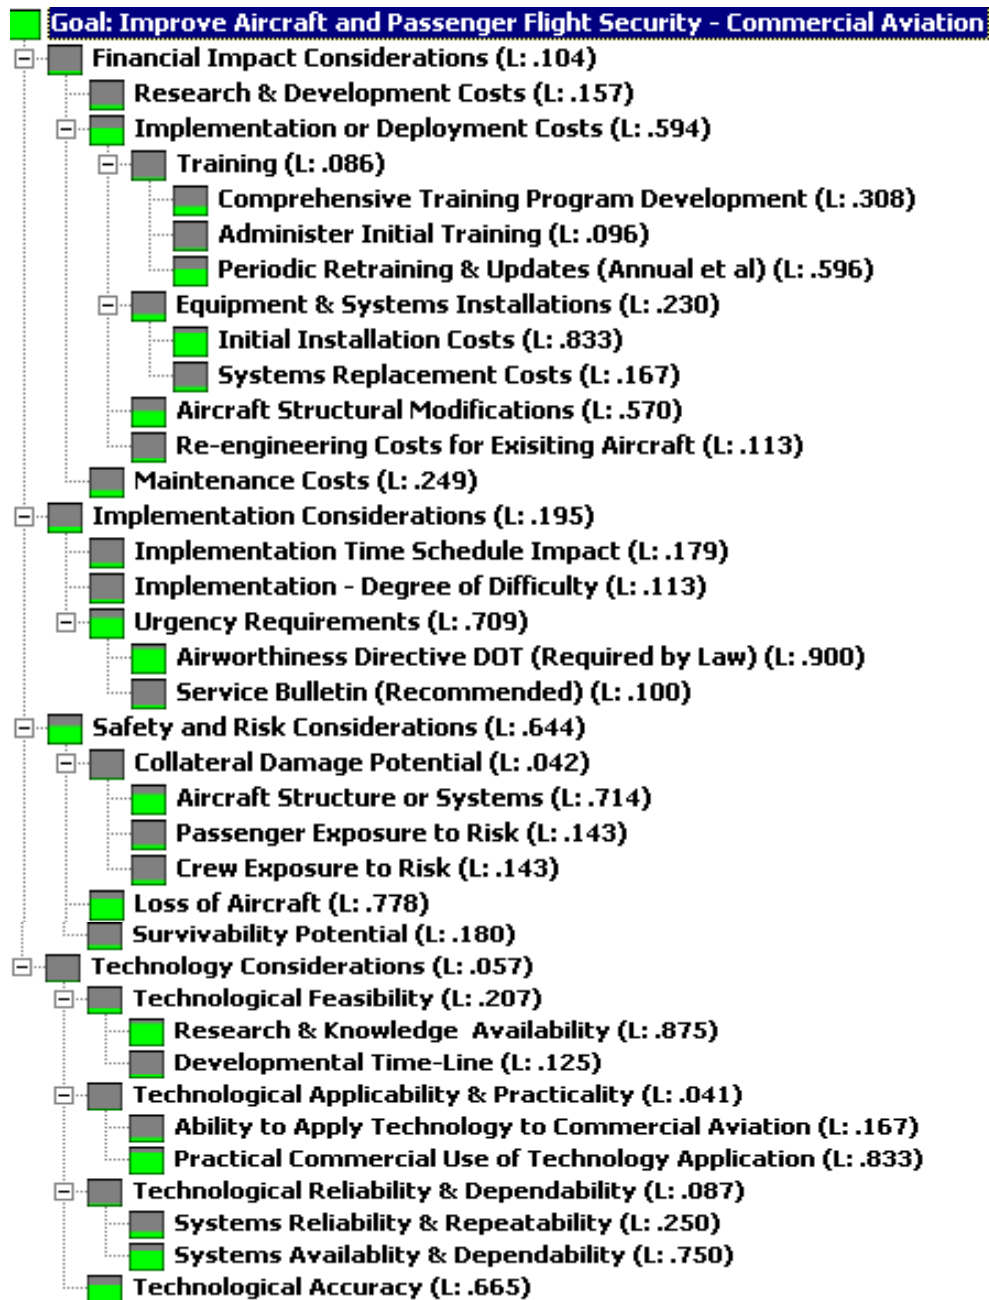 Goal: Improve Aircraft and Passenger Flight Security - Commercial Aviation
Financial Impact Considerations (L: .104)
Research & Development Costs (L: .157)
Implementation or Deployment Costs (L: .594)
Training (L: .086)
Comprehensive Training Program Development (L: .308)
Administer Initial Training (L: .096)
Periodic Retraining & Updates (Annual et al) (L: .596)
Equipment & Systems Installations (L: .230)
Initial Installation Costs (L: .833)
Systems Replacement Costs (L: .167)
Aircraft Structural Modifications (L: .570)
Re-engineering Costs for Exisiting Aircraft (L: .113)
Maintenance Costs (L: .249)
Implementation Considerations (L: .195)
Implementation Time Schedule Impact (L: .179)
Implementation - Degree of Difficulty (L: .113)
Urgency Requirements (L: .709)
Airworthiness Directive DOT (Required by Law) (L: .900)
Service Bulletin (Recommended) (L: .100)
Safety and Risk Considerations (L: .644)
Collateral Damage Potential (L: .042)
Aircraft Structure or Systems (L: .714)
Passenger Exposure to Risk (L: .143)
Crew Exposure to Risk (L: .143)
Loss of Aircraft (L: .778)
Survivability Potential (L: .180)
Technology Considerations (L: .057)
Technological Feasibility (L: .207)
Research & Knowledge  Availability (L: .875)
Developmental Time-Line (L: .125)
Technological Applicability & Practicality (L: .041)
Ability to Apply Technology to Commercial Aviation (L: .167)
Practical Commercial Use of Technology Application (L: .833)
Technological Reliability & Dependability (L: .087)
Systems Reliability & Repeatability (L: .250)
Systems Availablity & Dependability (L: .750)
Technological Accuracy (L: .665)